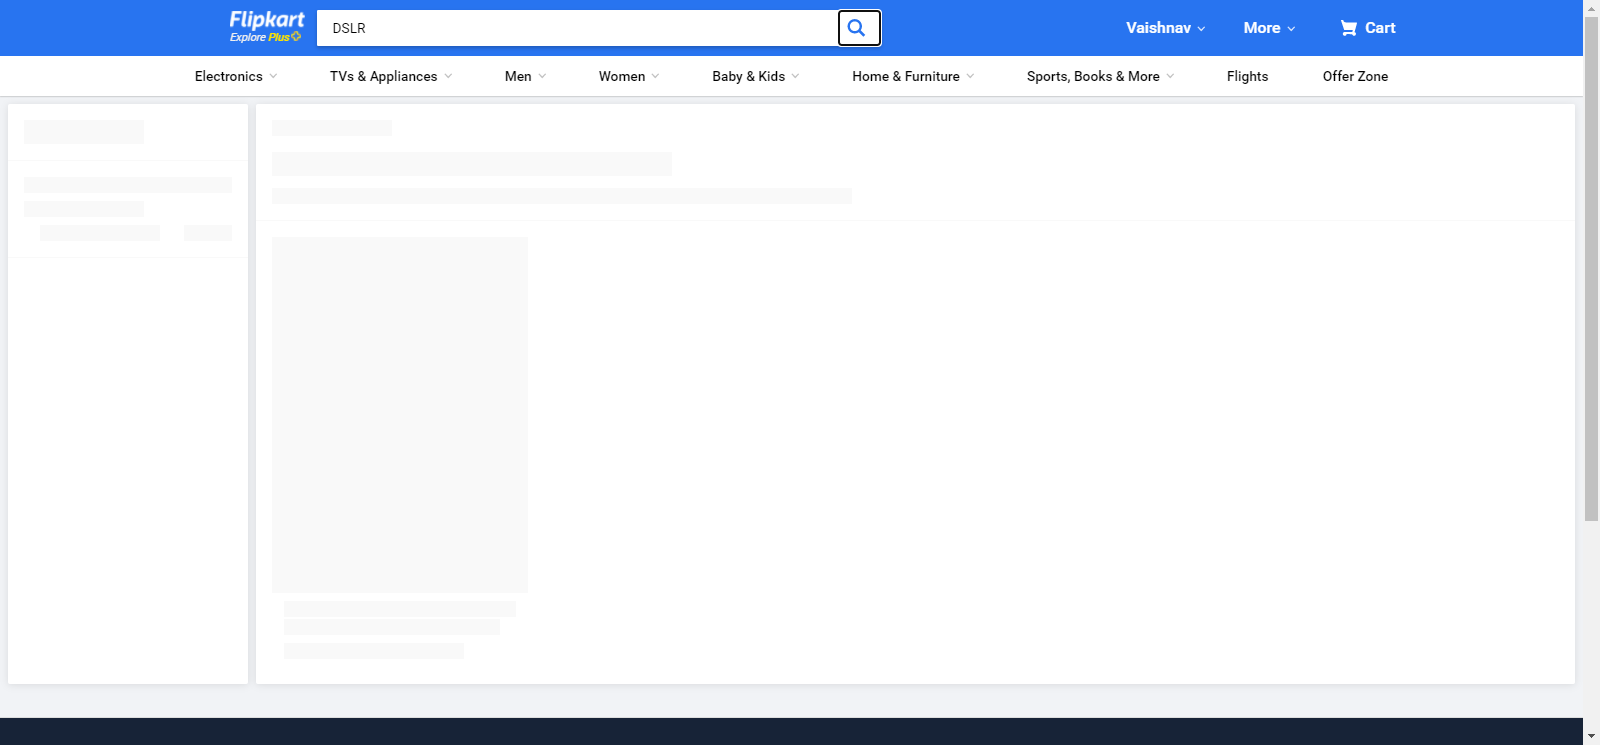 Flipkart
Explore Plus
DSLR
Vaishnav
More
Cart
Electronics
TVs & Appliances
Men
Women
Baby & Kids
Home & Furniture
Sports, Books & More
Flights
Offer Zone